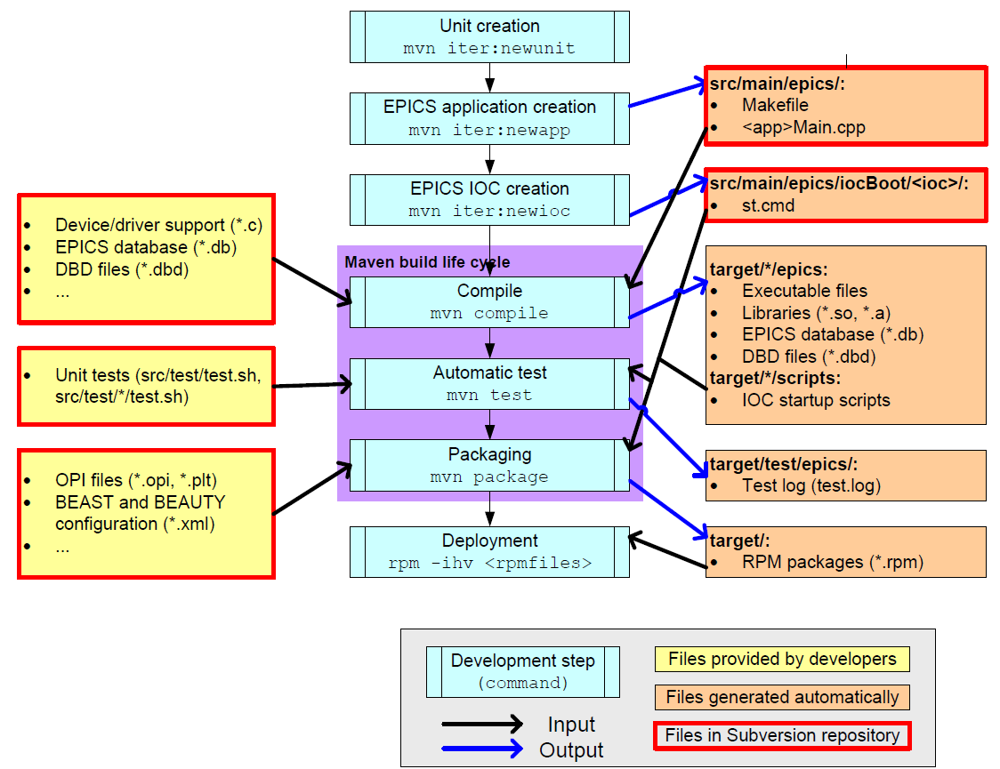 Unit creation
mvn iter:newunit
EPICS application creation
mvn iter:newapp
EPICS IOC creation
mvn iter:newioc
Maven build life cycle
Compile
mvn compile
Automatic test
mvn test
Packaging
mvn package
Deployment
rpm -ihv <rpmfiles>
• Device/driver support (*.c)
• EPICS database (*.db)
• DBD files (*.dbd)
• ...
• Unit tests (src/test/test.sh,
src/test/*/test.sh)
• OPI files (*.opi, *.plt)
• BEAST and BEAUTY
configuration (*.xml)
• ...
src/main/epics/:
• Makefile
• <app>Main.cpp
src/main/epics/iocBoot/<ioc>/:
• st.cmd
target/*/epics:
• Executable files
• Libraries (*.so, *.a)
• EPICS database (*.db)
• DBD files (*.dbd)
target/*/scripts:
• IOC startup scripts
target/test/epics/:
• Test log (test.log)
target/:
• RPM packages (*.rpm)
Development step
(command)
Input
Output
Files provided by developers
Files generated automatically
Files in Subversion repository